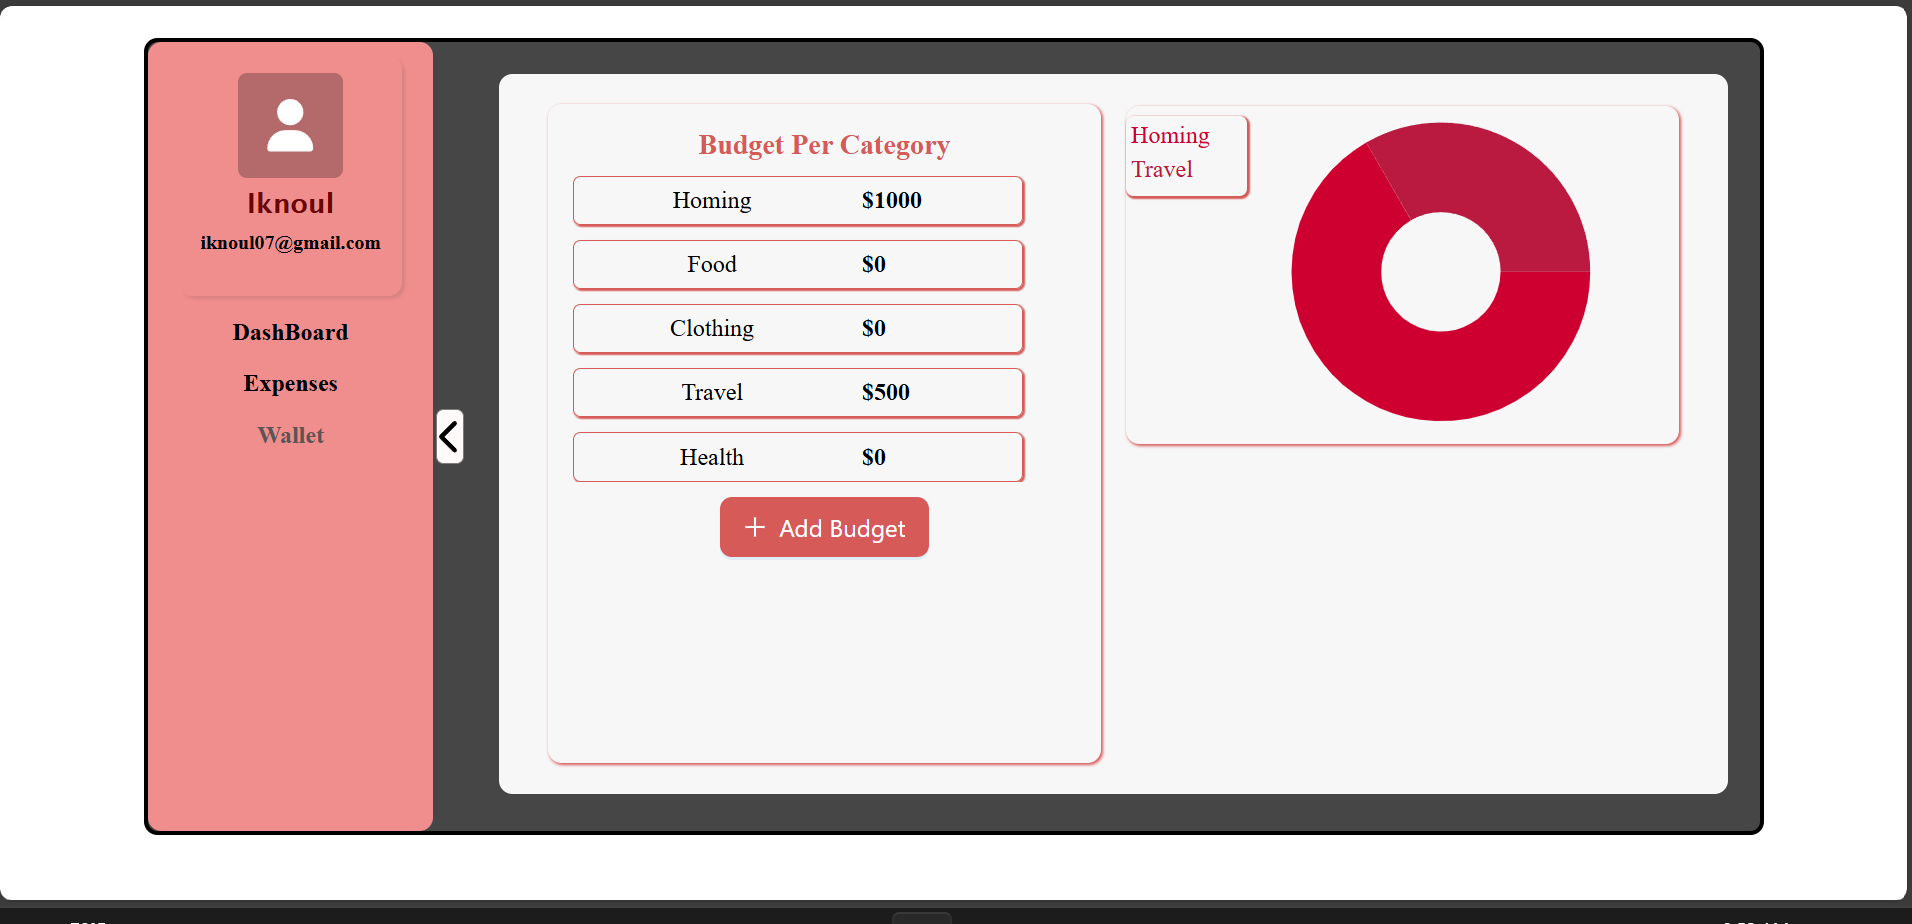 Iknoul
iknoul07@gmail.com
DashBoard
Expenses
Wallet
Budget Per Category
Homing $1000
Food $0
Clothing $0
Travel $500
Health $0
Add Budget
Homing
Travel